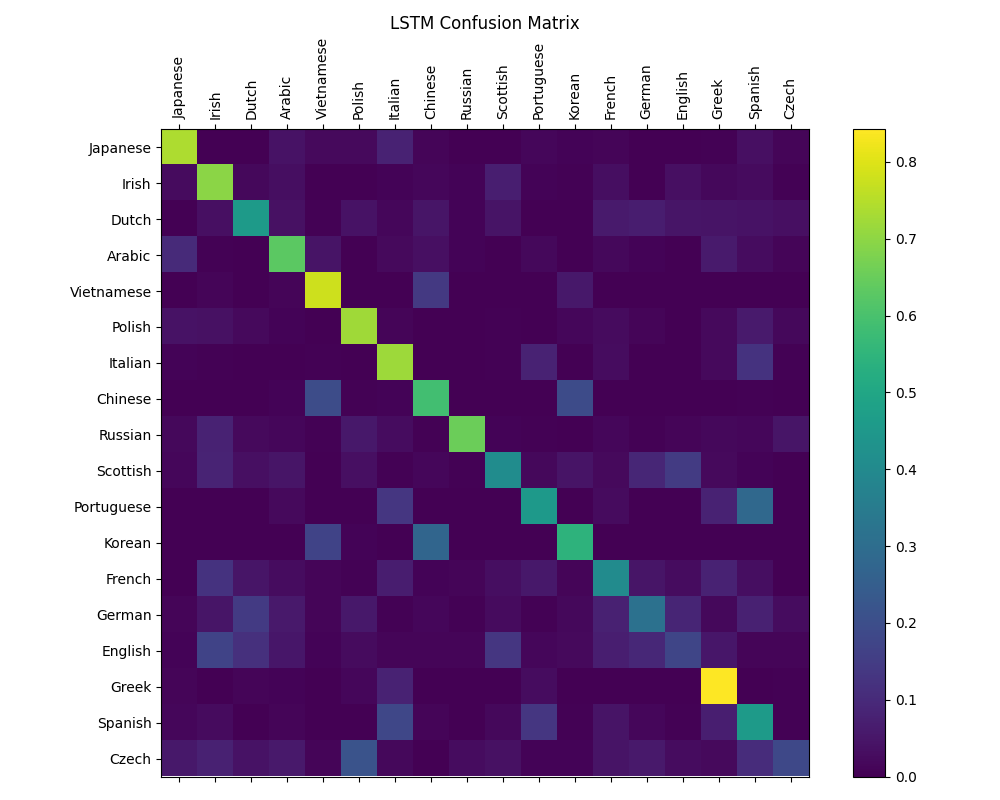 LSTM Confusion Matrix
Japanese
Irish
Dutch
Arabic
Vietnamese
Polish
Italian
Chinese
Russian
Scottish
Portuguese
Korean
French
German
English
Greek
Spanish
Czech
Japanese
Irish
Dutch
Arabic
Vietnamese
Polish
Italian
Chinese
Russian
Scottish
Portuguese
Korean
French
German
English
Greek
Spanish
Czech
0.8
0.7
0.6
0.5
0.4
0.3
0.2
0.1
0.0